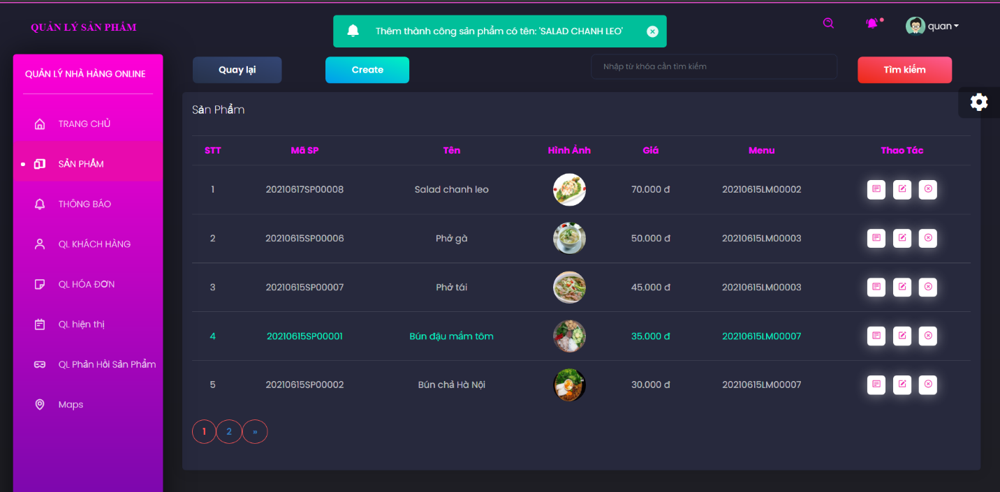 QUẢN LÝ SẢN PHẨM
Thêm thành công sản phẩm có tên: 'SALAD CHANH LEO'
quan
QUẢN LÝ NHÀ HÀNG ONLINE
TRANG CHỦ
SẢN PHẨM
THÔNG BÁO
QL KHÁCH HÀNG
QL HÓA ĐƠN
QL hiện thị
QL Phản Hồi Sản Phẩm
Maps
Quay lại
Create
Nhập từ khóa cần tìm kiếm
Tìm kiếm
Sản Phẩm
STT Mã SP Tên Hình Ảnh Giá Menu Thao Tác
1 20210617SP00008 Salad chanh leo 70.000 đ 20210615LM00002
2 20210615SP00006 Phở gà 50.000 đ 20210615LM00003
3 20210615SP00007 Phở tái 45.000 đ 20210615LM00003
4 20210615SP00001 Bún đậu mắm tôm 35.000 đ 20210615LM00007
5 20210615SP00002 Bún chả Hà Nội 30.000 đ 20210615LM00007
1 2 »